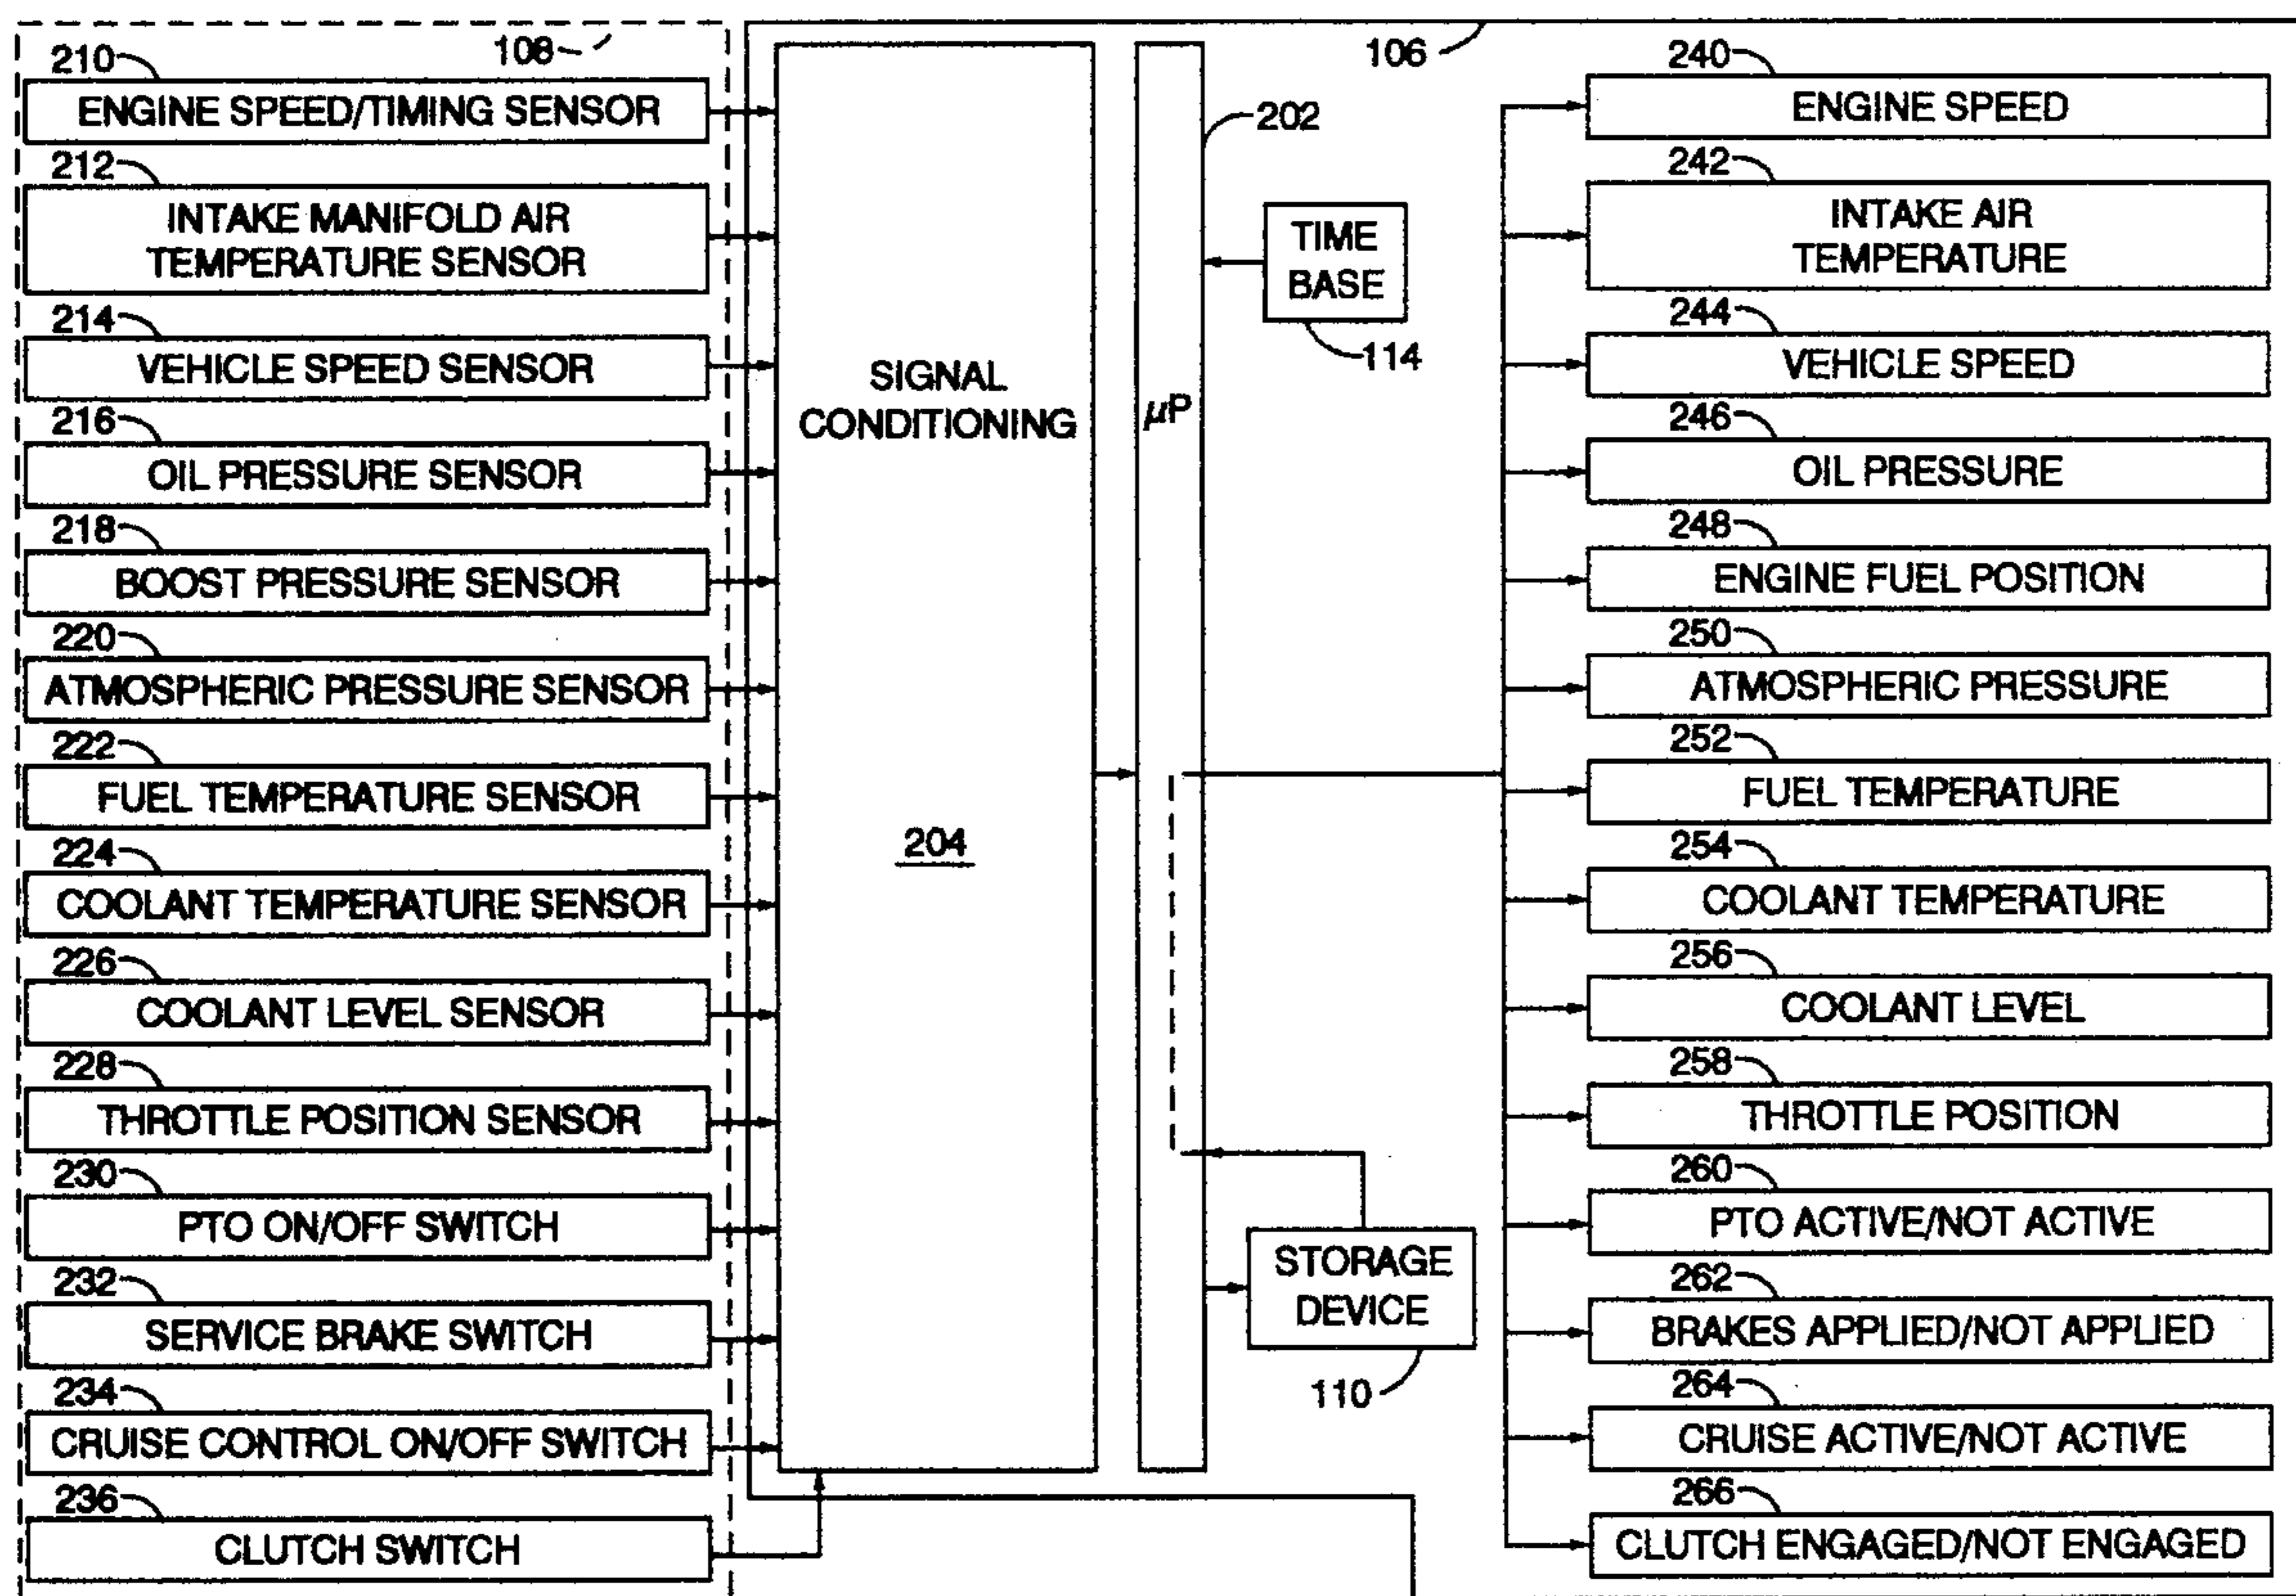 108
210
ENGINE SPEED/TIMING SENSOR
212
INTAKE MANIFOLD AIR
TEMPERATURE SENSOR
214
VEHICLE SPEED SENSOR
216
OIL PRESSURE SENSOR
218
BOOST PRESSURE SENSOR
220
ATMOSPHERIC PRESSURE SENSOR
222
FUEL TEMPERATURE SENSOR
224
COOLANT TEMPERATURE SENSOR
226
COOLANT LEVEL SENSOR
228
THROTTLE POSITION SENSOR
230
PTO ON/OFF SWITCH
232
SERVICE BRAKE SWITCH
234
CRUISE CONTROL ON/OFF SWITCH
236
CLUTCH SWITCH
SIGNAL
CONDITIONING
204
μP
202
106
TIME
BASE
114
STORAGE
DEVICE
110
240
ENGINE SPEED
242
INTAKE AIR
TEMPERATURE
244
VEHICLE SPEED
246
OIL PRESSURE
248
ENGINE FUEL POSITION
250
ATMOSPHERIC PRESSURE
252
FUEL TEMPERATURE
254
COOLANT TEMPERATURE
256
COOLANT LEVEL
258
THROTTLE POSITION
260
PTO ACTIVE/NOT ACTIVE
262
BRAKES APPLIED/NOT APPLIED
264
CRUISE ACTIVE/NOT ACTIVE
266
CLUTCH ENGAGED/NOT ENGAGED